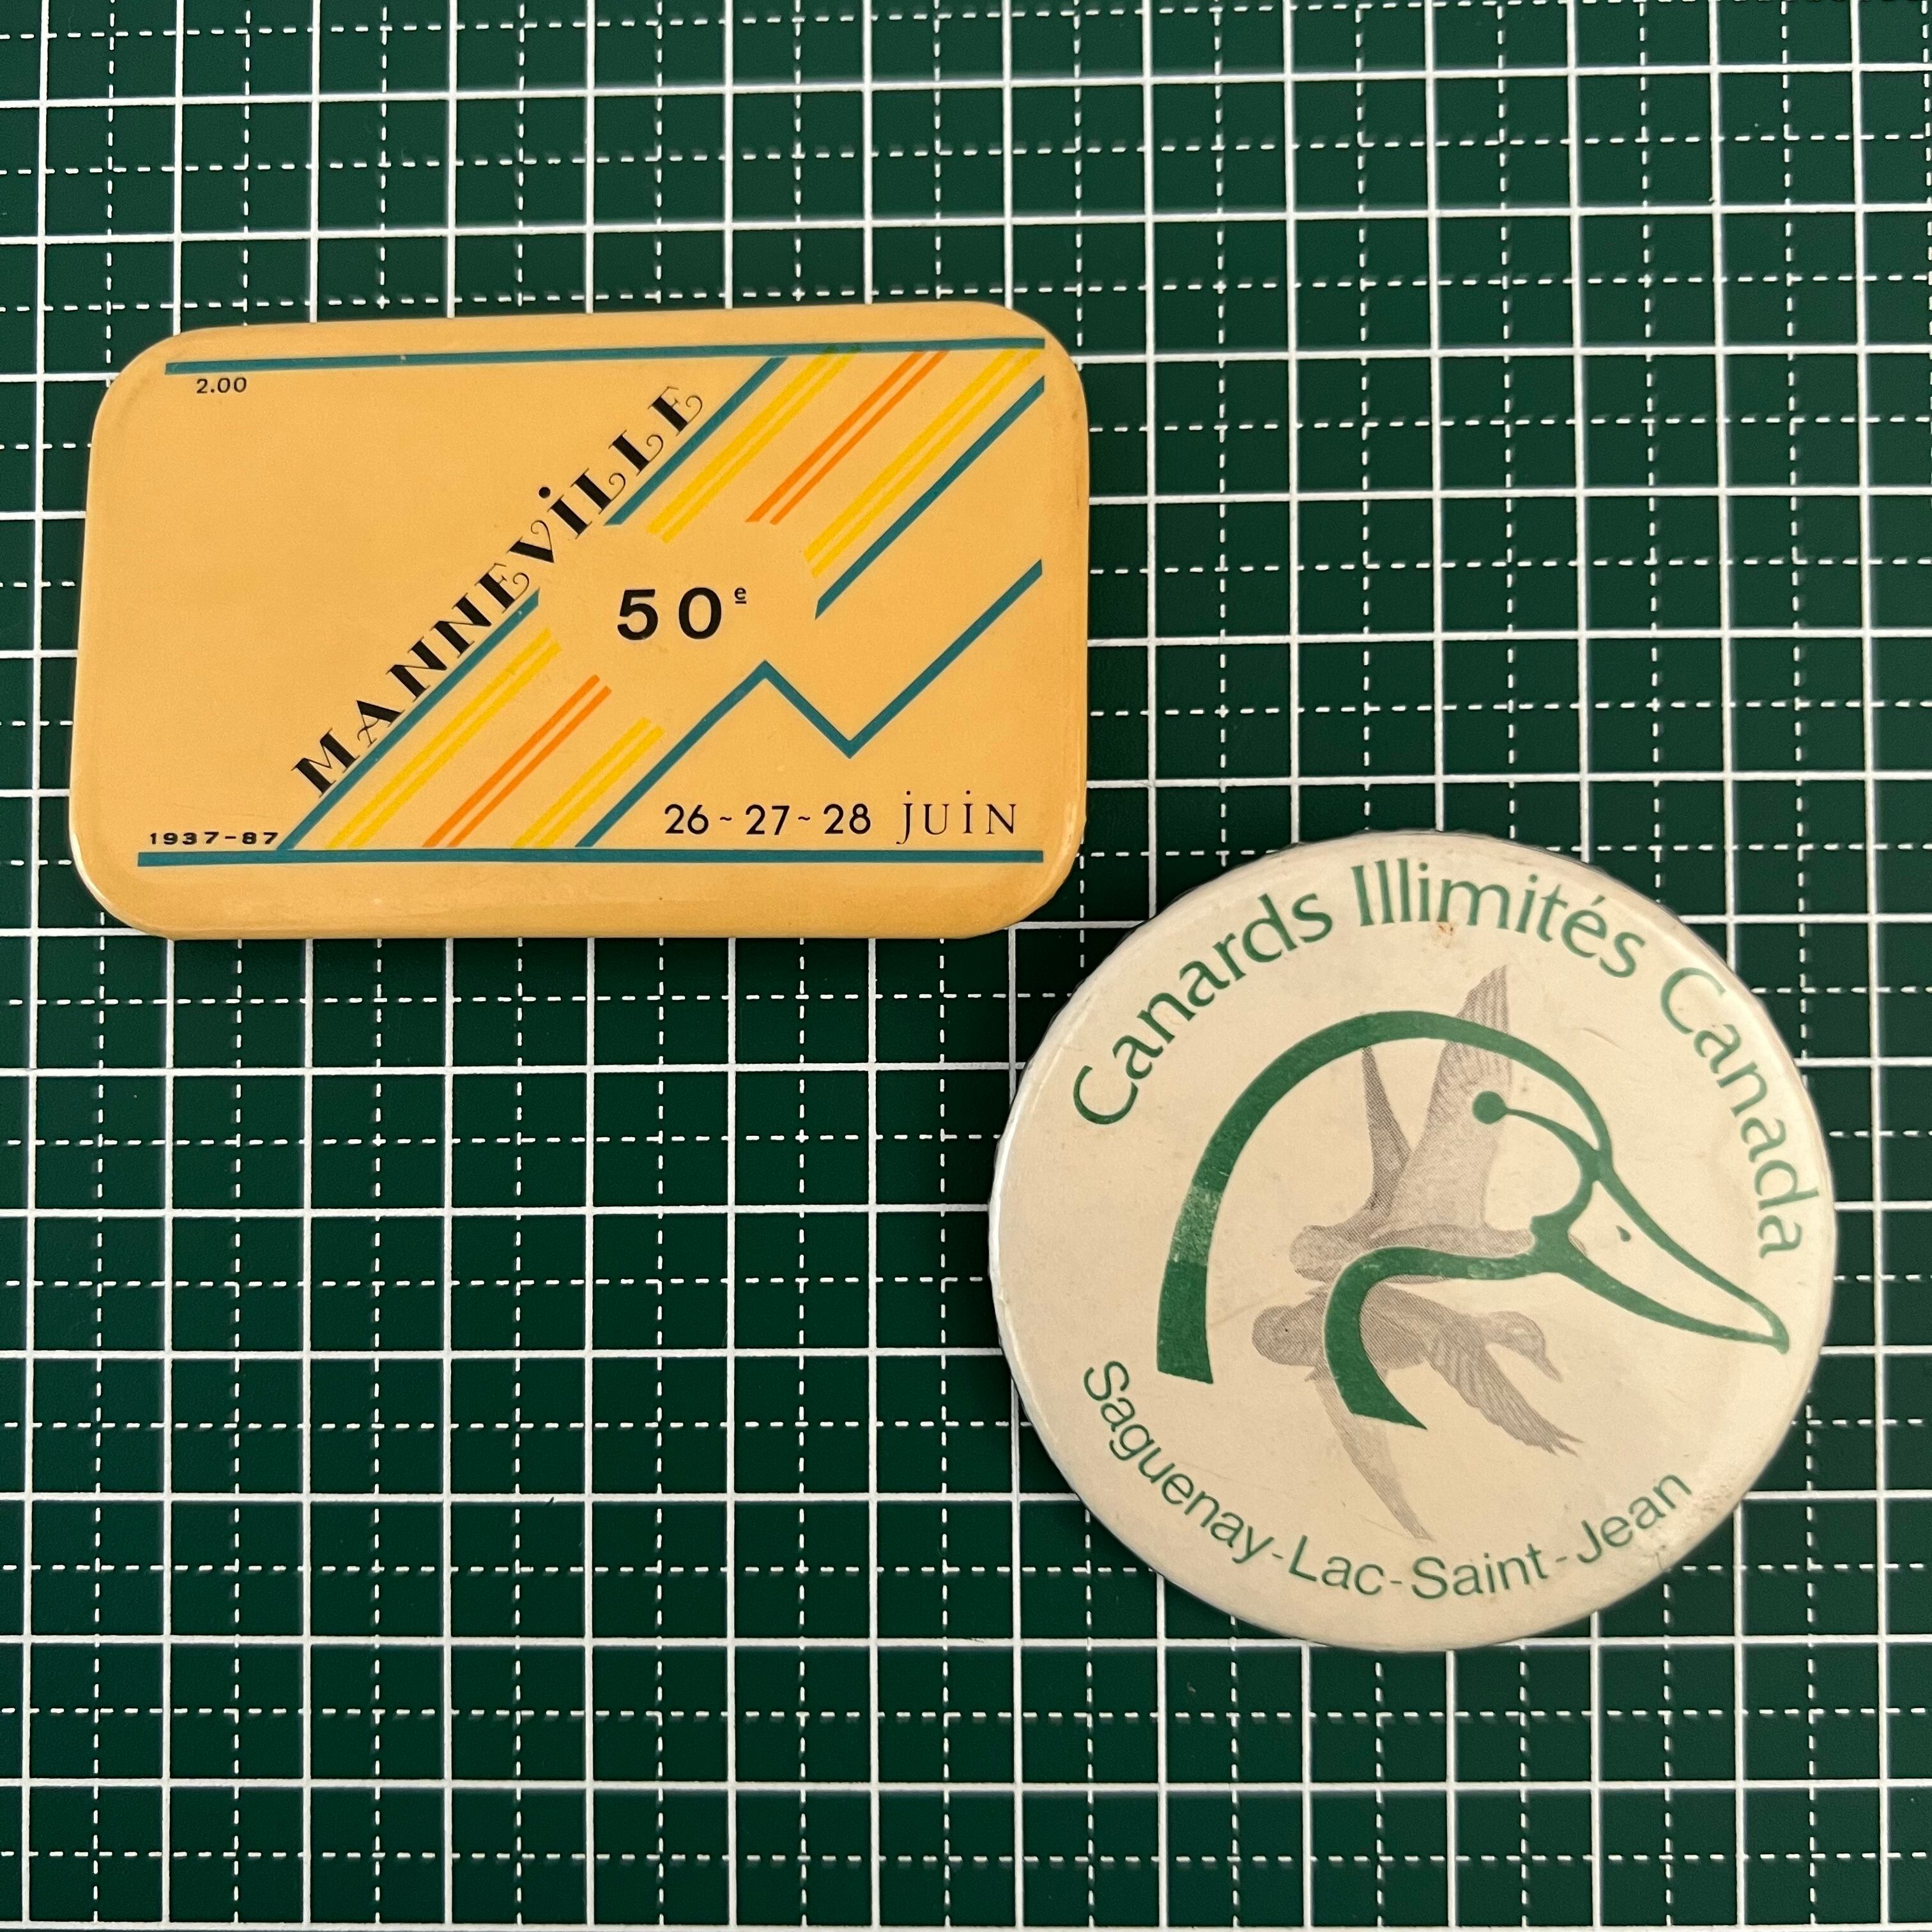 2.00
MANNEViLLE
50e
1937-87
26~27~28 jUiN
Canards Illimités Canada
Saguenay-Lac-Saint-Jean